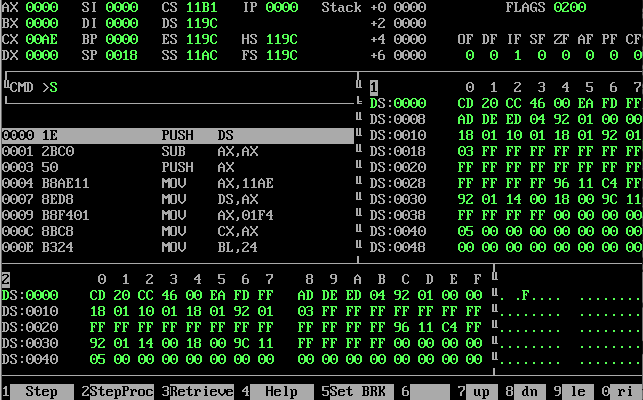 AX 0000 SI 0000 CS 11B1 IP 0000 Stack +0 0000 FLAGS 0200
BX 0000 DI 0000 DS 119C +2 0000
CX 00AE BP 0000 ES 119C HS 119C +4 0000 OF DF IF SF ZF AF PF CF
DX 0000 SP 0018 SS 11AC FS 119C +6 0000 0 0 1 0 0 0 0 0
CMD >S
1 0 1 2 3 4 5 6 7
DS:0000 CD 20 CC 46 00 EA FD FF
DS:0008 AD DE ED 04 92 01 00 00
DS:0010 18 01 10 01 18 01 92 01
DS:0018 03 FF FF FF FF FF FF FF
DS:0020 FF FF FF FF FF FF FF FF
DS:0028 FF FF FF FF 96 11 C4 FF
DS:0030 92 01 14 00 18 00 9C 11
DS:0038 FF FF FF FF 00 00 00 00
DS:0040 05 00 00 00 00 00 00 00
DS:0048 00 00 00 00 00 00 00 00
0000 1E PUSH DS
0001 2BC0 SUB AX,AX
0003 50 PUSH AX
0004 B8AE11 MOV AX,11AE
0007 8ED8 MOV DS,AX
0009 B8F401 MOV AX,01F4
000C 8BC8 MOV CX,AX
000E B324 MOV BL,24
2 0 1 2 3 4 5 6 7 8 9 A B C D E F
DS:0000 CD 20 CC 46 00 EA FD FF AD DE ED 04 92 01 00 00 . .F.... ........
DS:0010 18 01 10 01 18 01 92 01 03 FF FF FF FF FF FF FF ........ ........
DS:0020 FF FF FF FF FF FF FF FF FF FF FF FF 96 11 C4 FF ........ ........
DS:0030 92 01 14 00 18 00 9C 11 FF FF FF FF 00 00 00 00 ........ ........
DS:0040 05 00 00 00 00 00 00 00 00 00 00 00 00 00 00 00 ........ ........
1 Step 2StepProc 3Retrieve 4 Help 5Set BRK 6 7 up 8 dn 9 le 0 ri